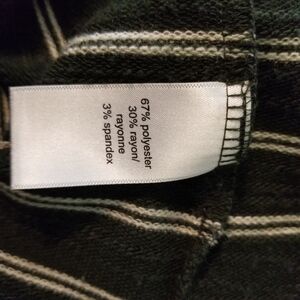 67% polyester
30% rayon/
rayonne
3% spandex